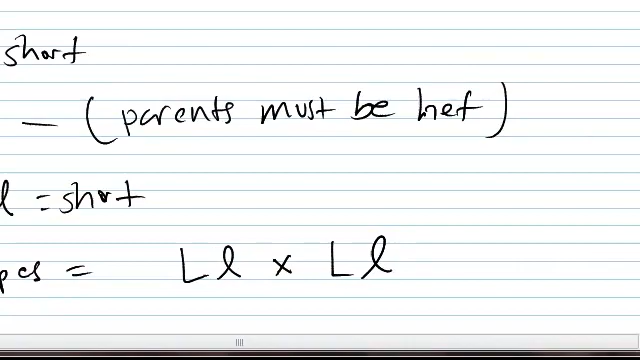 short
— (parents must be het)
l = short
pes = Ll x Ll